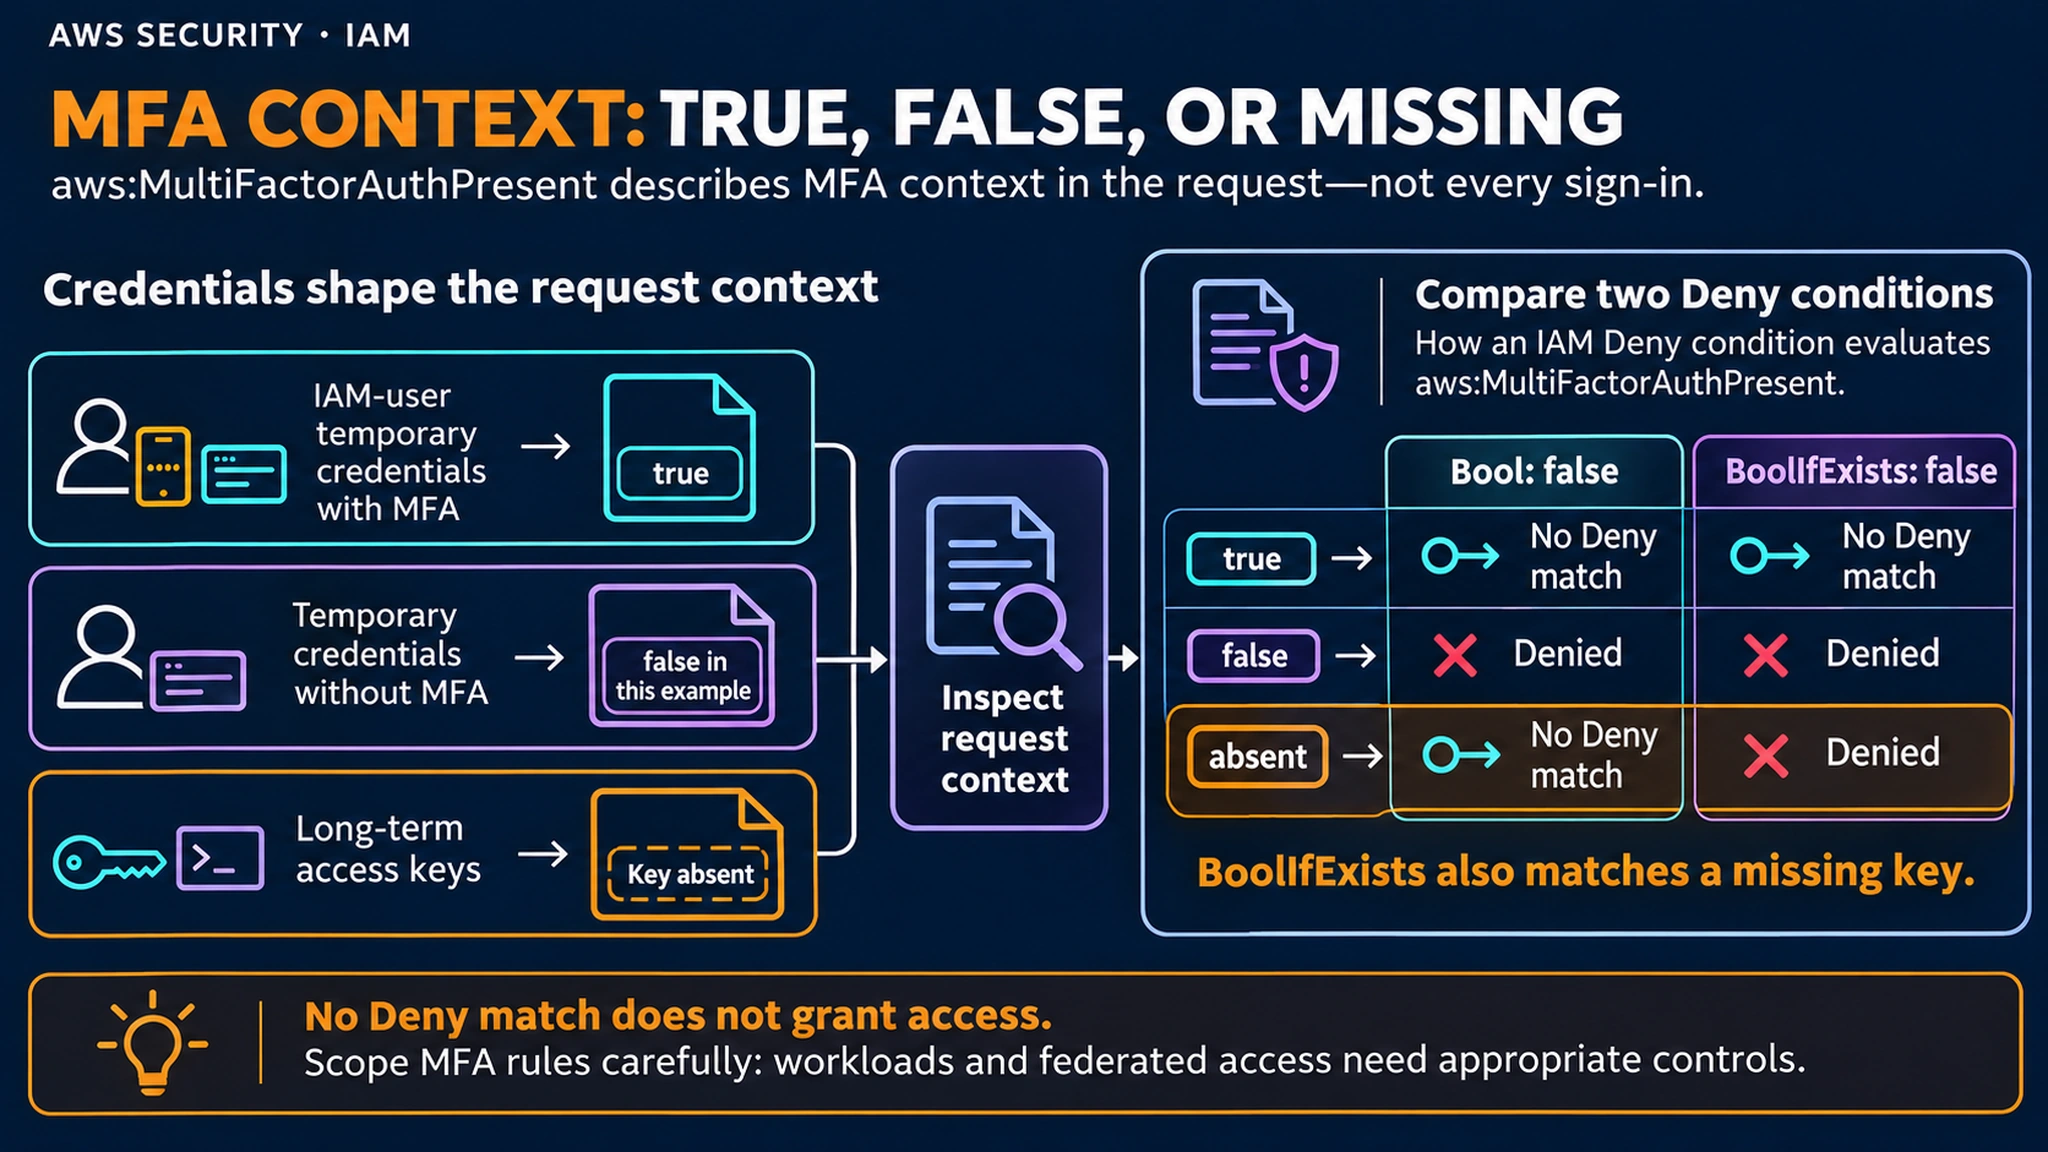 AWS SECURITY · IAM
MFA CONTEXT: TRUE, FALSE, OR MISSING
aws:MultiFactorAuthPresent describes MFA context in the request—not every sign-in.
Credentials shape the request context
IAM-user
temporary
credentials
with MFA
true
Temporary
credentials
without MFA
false in
this example
Long-term
access keys
Key absent
Inspect
request
context
Compare two Deny conditions
How an IAM Deny condition evaluates
aws:MultiFactorAuthPresent.
Bool: false
BoolIfExists: false
true
No Deny
match
No Deny
match
false
Denied
Denied
absent
No Deny
match
Denied
BoolIfExists also matches a missing key.
No Deny match does not grant access.
Scope MFA rules carefully: workloads and federated access need appropriate controls.